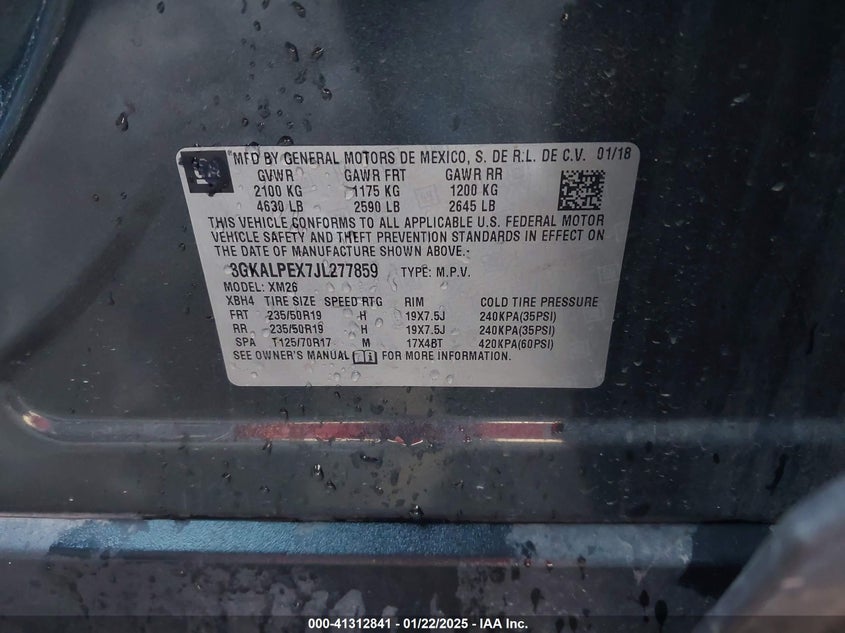 GM
MFD BY GENERAL MOTORS DE MEXICO, S. DE R.L. DE C.V. 01/18
GVWR GAWR FRT GAWR RR
2100 KG 1175 KG 1200 KG
4630 LB 2590 LB 2645 LB
THIS VEHICLE CONFORMS TO ALL APPLICABLE U.S. FEDERAL MOTOR
VEHICLE SAFETY AND THEFT PREVENTION STANDARDS IN EFFECT ON
THE DATE OF MANUFACTURE SHOWN ABOVE.-
3GKALPEX7JL277859 TYPE: M.P.V.
MODEL: XM26
XBH4 TIRE SIZE SPEED RTG RIM COLD TIRE PRESSURE
FRT 235/50R19 H 19X7.5J 240KPA(35PSI)
RR 235/50R19 H 19X7.5J 240KPA(35PSI)
SPA T125/70R17 M 17X4BT 420KPA(60PSI)
SEE OWNER'S MANUAL FOR MORE INFORMATION.
000-41312841 - 01/22/2025 - IAA Inc.